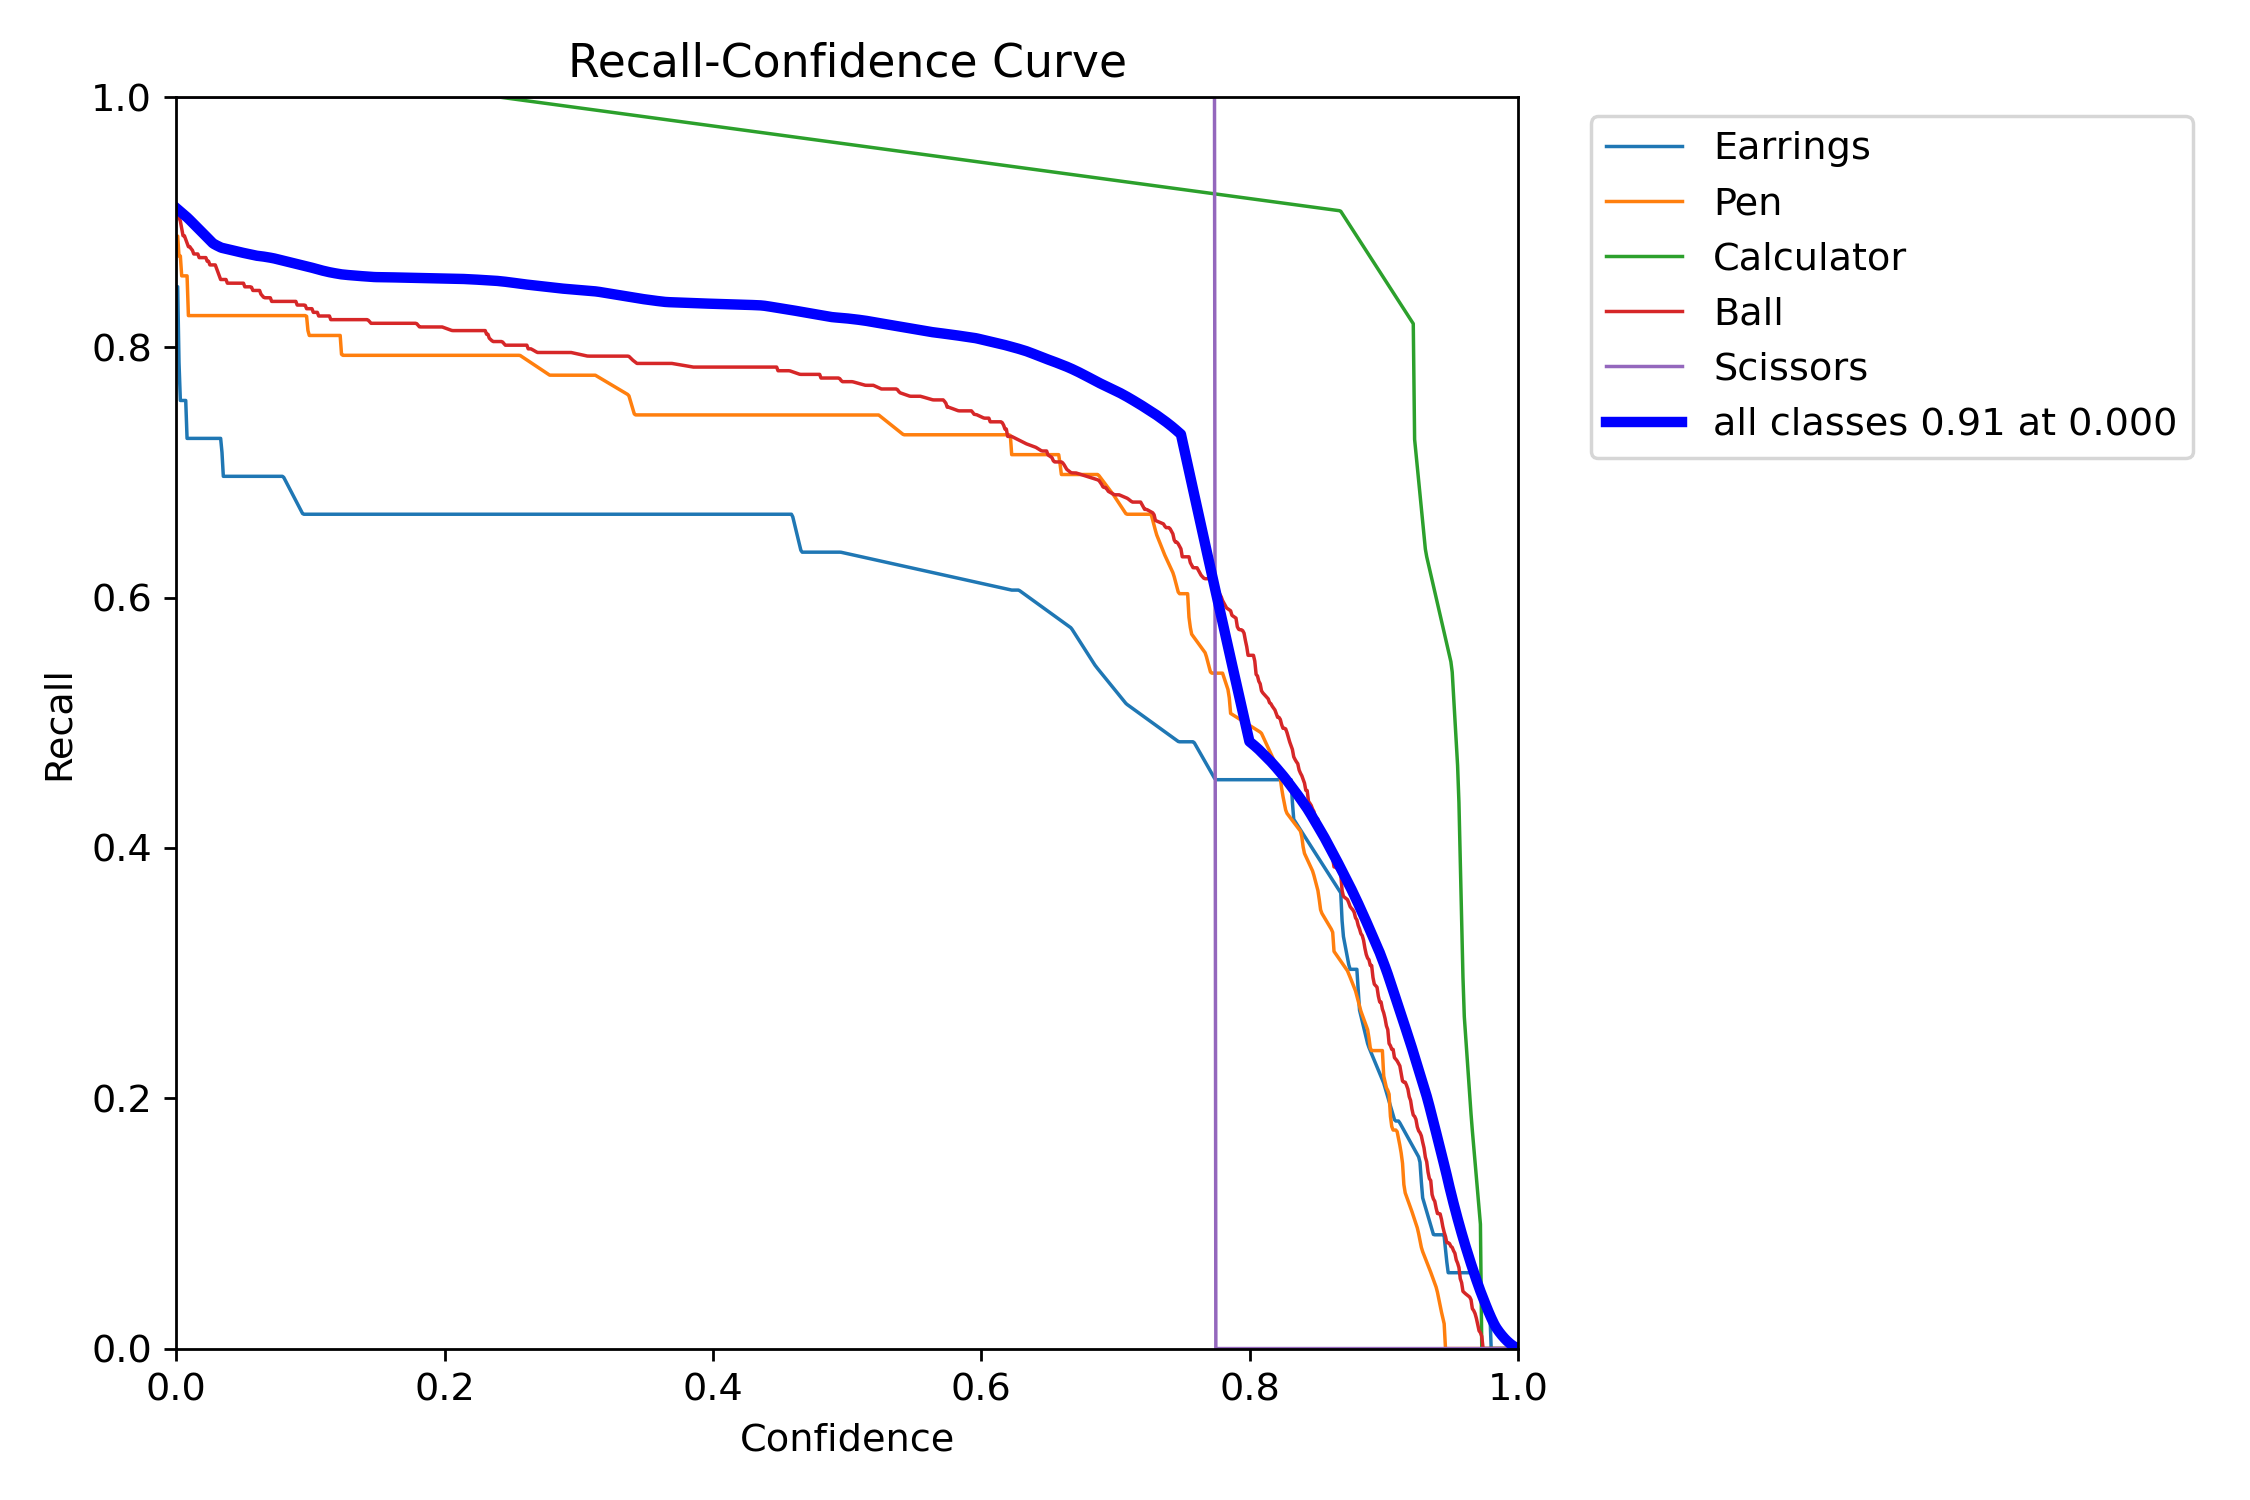 Recall-Confidence Curve
1.0
0.8
0.6
0.4
0.2
0.0
Recall
0.0 0.2 0.4 0.6 0.8 1.0
Confidence
Earrings
Pen
Calculator
Ball
Scissors
all classes 0.91 at 0.000